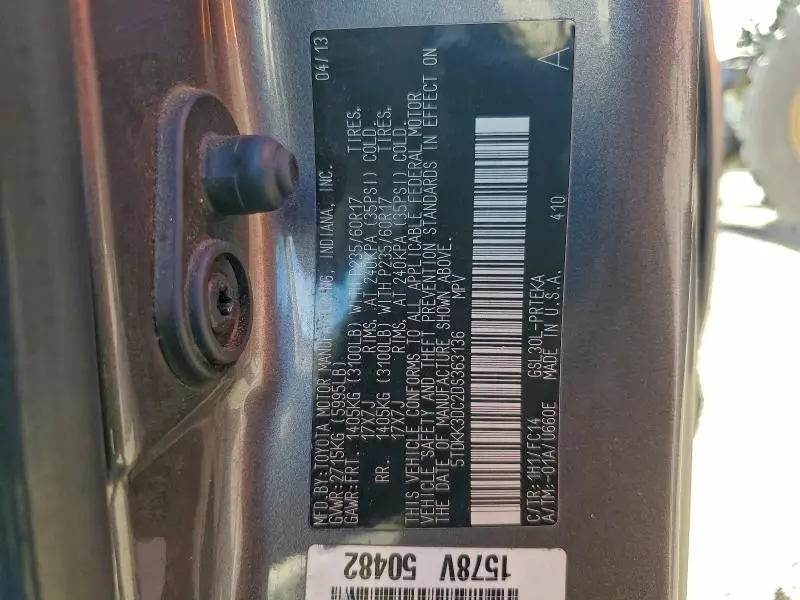 MFD.BY:TOYOTA MOTOR MANUFACTURING, INDIANA, INC. 04/13
GVWR:2715KG (5995LB)
GAWR:FRT. 1405KG (3100LB) WITH P235/60R17 TIRES,
17X7J RIMS, AT 240KPA (35PSI) COLD.
RR. 1405KG (3100LB) WITH P235/60R17 TIRES,
17X7J RIMS, AT 240KPA (35PSI) COLD.
THIS VEHICLE CONFORMS TO ALL APPLICABLE FEDERAL MOTOR
VEHICLE SAFETY AND THEFT PREVENTION STANDARDS IN EFFECT ON
THE DATE OF MANUFACTURE SHOWN ABOVE.
5TDKK3DC2DS363136 MPV
C/TR:1H1/FC14 GSL30L-PRTEKA 410 A
A/TM:-01A/U660E MADE IN U.S.A.
1578V
50482